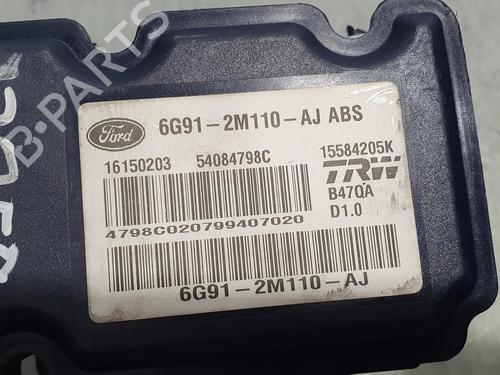 B-PARTS
Ford
6G91-2M110-AJ ABS
16150203 54084798C 15584205K
TRW
B470A
4798C020799407020 D1.0
6G91-2M110-AJ